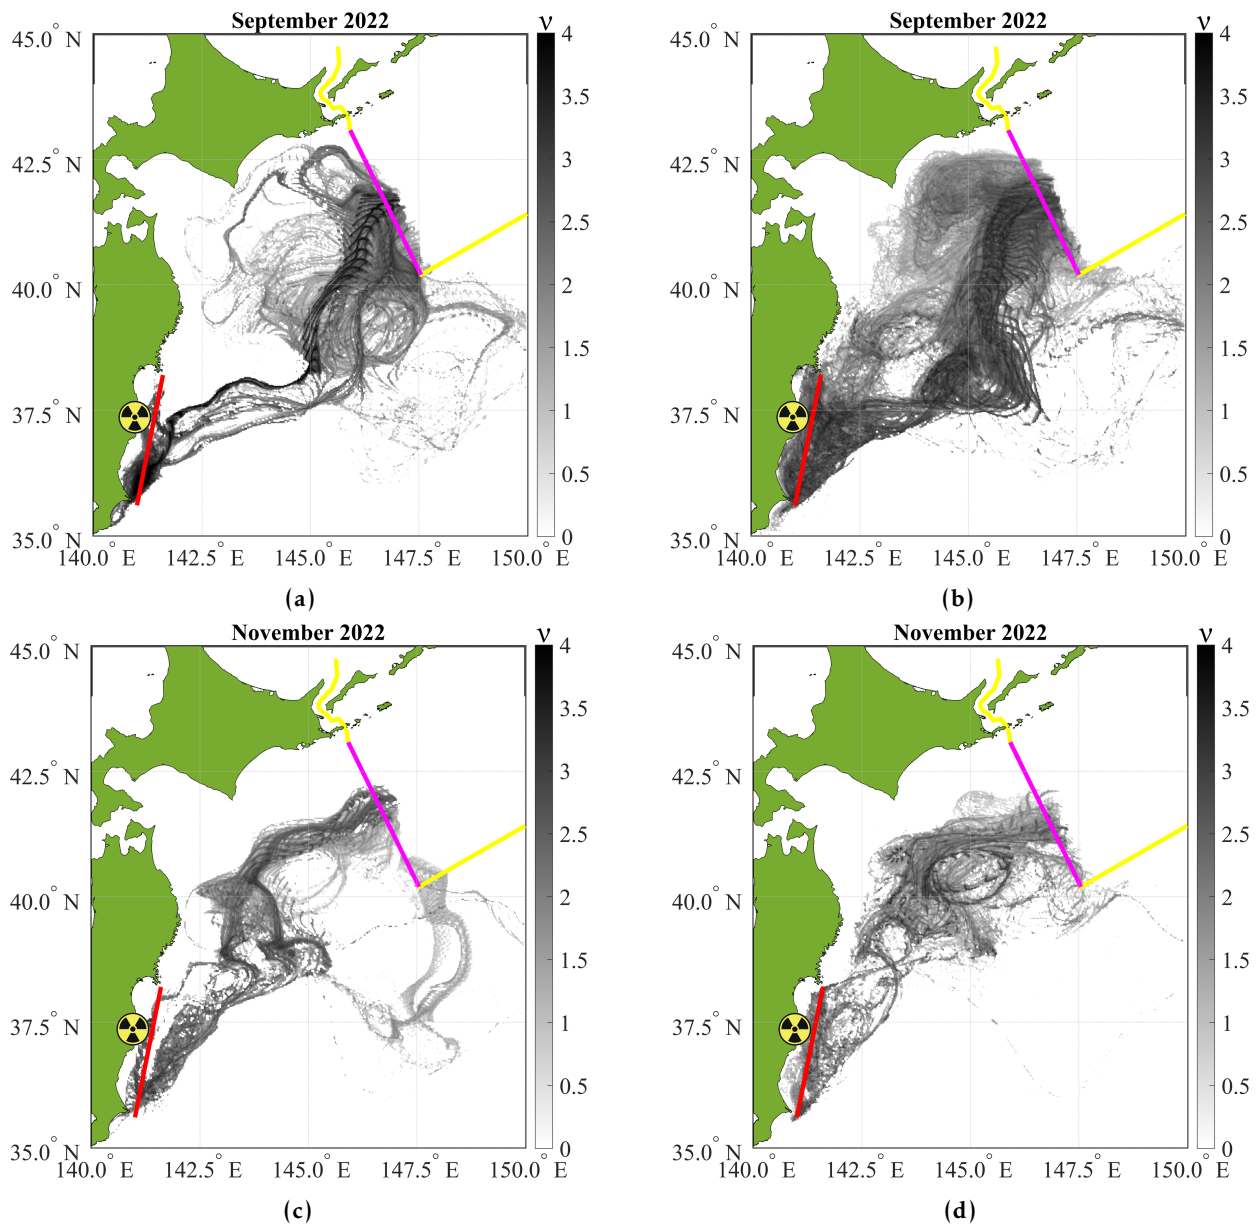 September 2022
ν
45.0° N
42.5° N
40.0° N
37.5° N
35.0° N
140.0° E
142.5° E
145.0° E
147.5° E
150.0° E
4
3.5
3
2.5
2
1.5
1
0.5
0
(a)
September 2022
ν
45.0° N
42.5° N
40.0° N
37.5° N
35.0° N
140.0° E
142.5° E
145.0° E
147.5° E
150.0° E
4
3.5
3
2.5
2
1.5
1
0.5
0
(b)
November 2022
ν
45.0° N
42.5° N
40.0° N
37.5° N
35.0° N
140.0° E
142.5° E
145.0° E
147.5° E
150.0° E
4
3.5
3
2.5
2
1.5
1
0.5
0
(c)
November 2022
ν
45.0° N
42.5° N
40.0° N
37.5° N
35.0° N
140.0° E
142.5° E
145.0° E
147.5° E
150.0° E
4
3.5
3
2.5
2
1.5
1
0.5
0
(d)